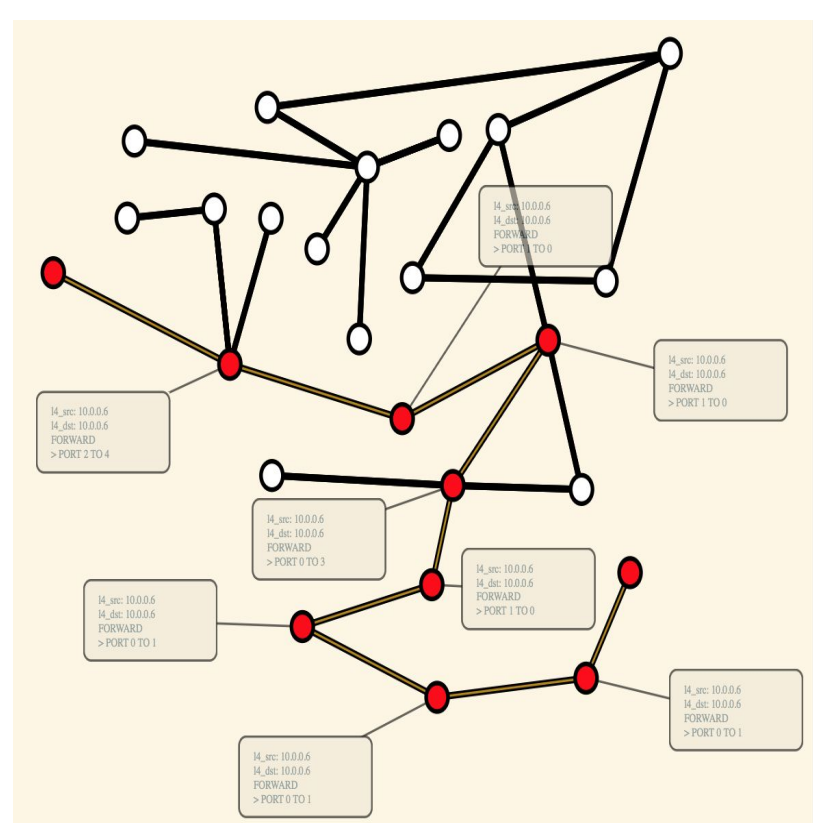 l4_src: 10.0.0.6
l4_dst: 10.0.0.6
FORWARD
> PORT 1 TO 0
l4_src: 10.0.0.6
l4_dst: 10.0.0.6
FORWARD
> PORT 1 TO 0
l4_src: 10.0.0.6
l4_dst: 10.0.0.6
FORWARD
> PORT 2 TO 4
l4_src: 10.0.0.6
l4_dst: 10.0.0.6
FORWARD
> PORT 0 TO 3
l4_src: 10.0.0.6
l4_dst: 10.0.0.6
FORWARD
> PORT 1 TO 0
l4_src: 10.0.0.6
l4_dst: 10.0.0.6
FORWARD
> PORT 0 TO 1
l4_src: 10.0.0.6
l4_dst: 10.0.0.6
FORWARD
> PORT 0 TO 1
l4_src: 10.0.0.6
l4_dst: 10.0.0.6
FORWARD
> PORT 0 TO 1